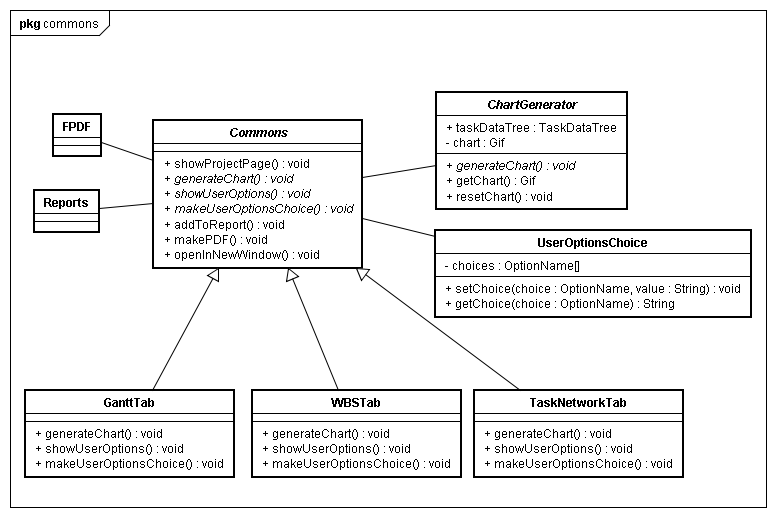 pkg commons
FPDF
Reports
Commons
+ showProjectPage() : void
+ generateChart() : void
+ showUserOptions() : void
+ makeUserOptionsChoice() : void
+ addToReport() : void
+ makePDF() : void
+ openInNewWindow() : void
ChartGenerator
+ taskDataTree : TaskDataTree
- chart : Gif
+ generateChart() : void
+ getChart() : Gif
+ resetChart() : void
UserOptionsChoice
- choices : OptionName[]
+ setChoice(choice : OptionName, value : String) : void
+ getChoice(choice : OptionName) : String
GanttTab
+ generateChart() : void
+ showUserOptions() : void
+ makeUserOptionsChoice() : void
WBSTab
+ generateChart() : void
+ showUserOptions() : void
+ makeUserOptionsChoice() : void
TaskNetworkTab
+ generateChart() : void
+ showUserOptions() : void
+ makeUserOptionsChoice() : void